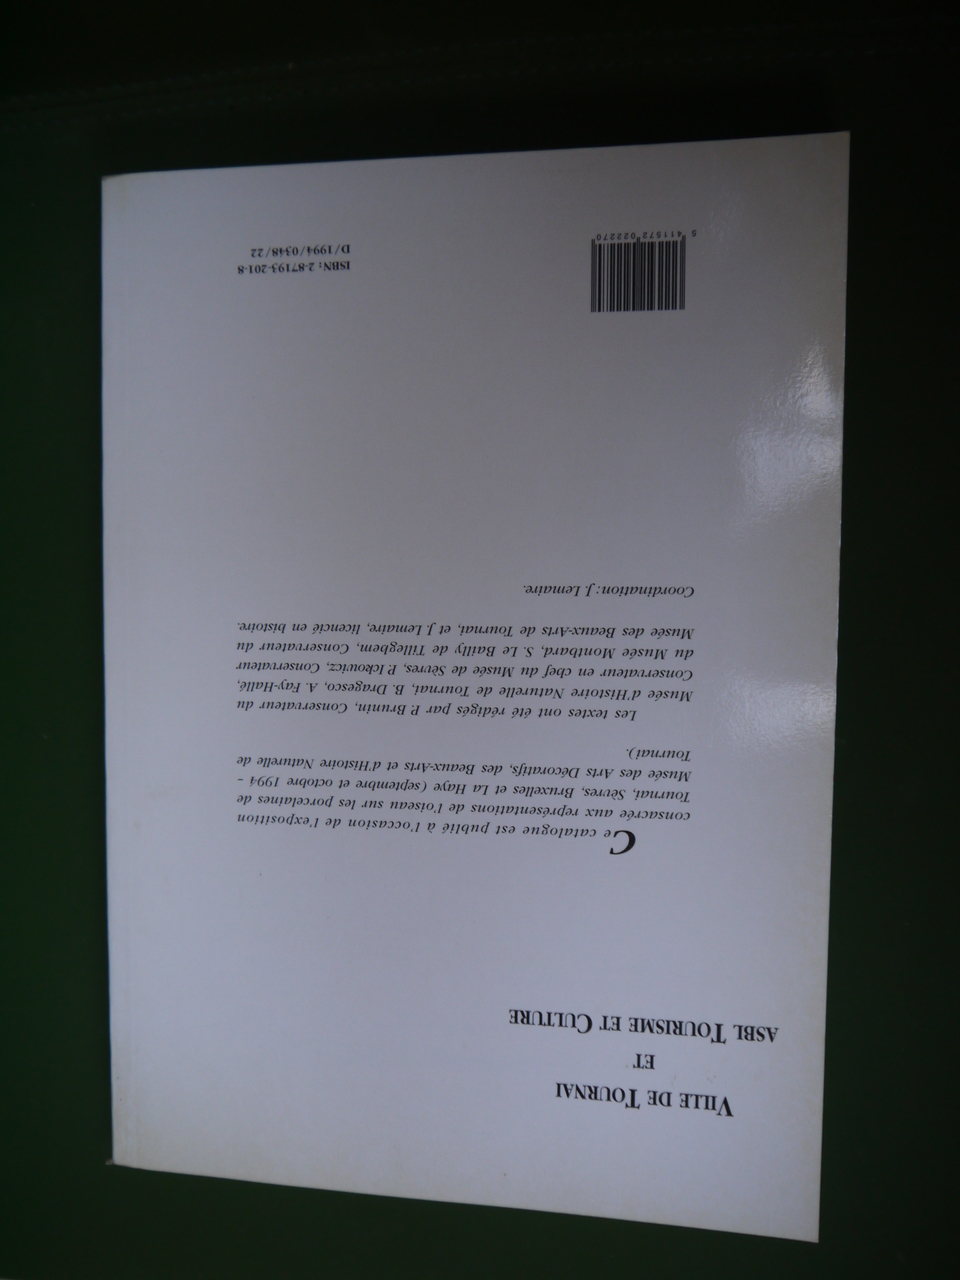 VILLE DE TOURNAI
ET
ASBL TOURISME ET CULTURE
Ce catalogue est publié à l'occasion de l'exposition
consacrée aux représentations de l'oiseau sur les porcelaines de
Tournai, Sèvres, Bruxelles et La Haye (septembre et octobre 1994 -
Musée des Arts Décoratifs, des Beaux-Arts et d'Histoire Naturelle de
Tournai).
Les textes ont été rédigés par P. Brunin, Conservateur du
Musée d'Histoire Naturelle de Tournai, B. Dragesco, A. Fay-Hallé,
Conservateur en chef du Musée de Sèvres, P. Ickowicz, Conservateur
du Musée Montbard, S. Le Bailly de Tilleghem, Conservateur du
Musée des Beaux-Arts de Tournai, et J. Lemaire, licencié en histoire.
Coordination : J. Lemaire.
5 411572 022270
ISBN : 2-87193-201-8
D/1994/0348/22